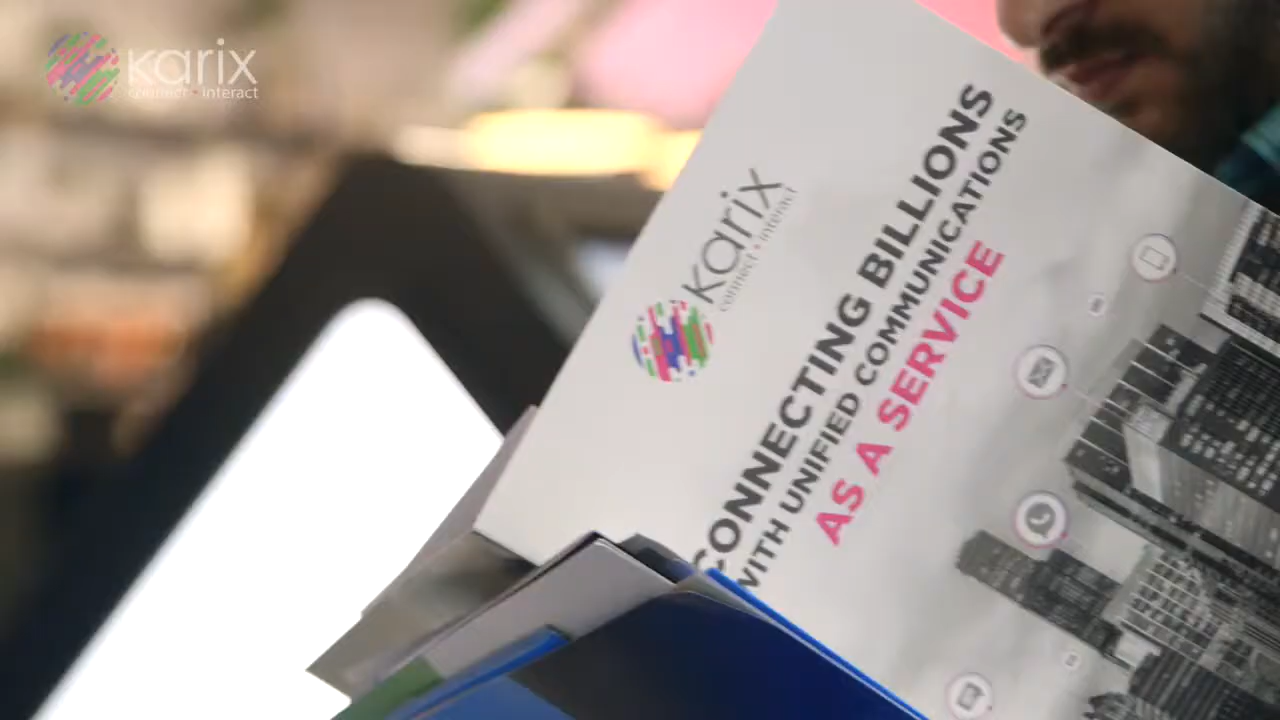 karix
connect • interact
karix
connect • interact
CONNECTING BILLIONS
WITH UNIFIED COMMUNICATIONS
AS A SERVICE